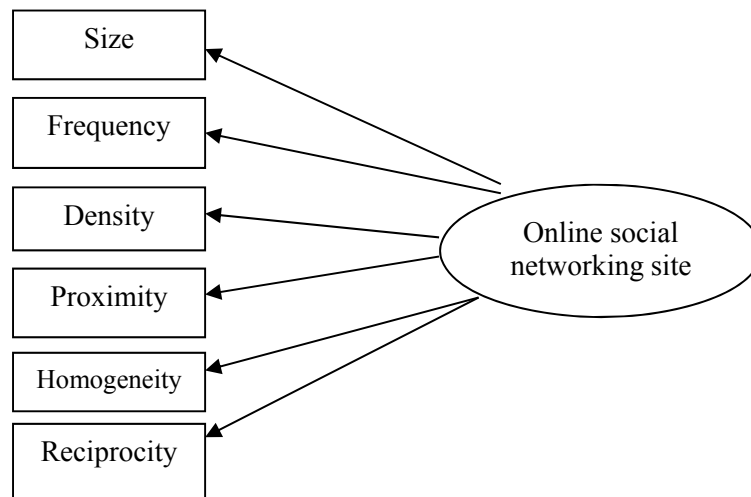 Size
Frequency
Density
Proximity
Homogeneity
Reciprocity
Online social
networking site